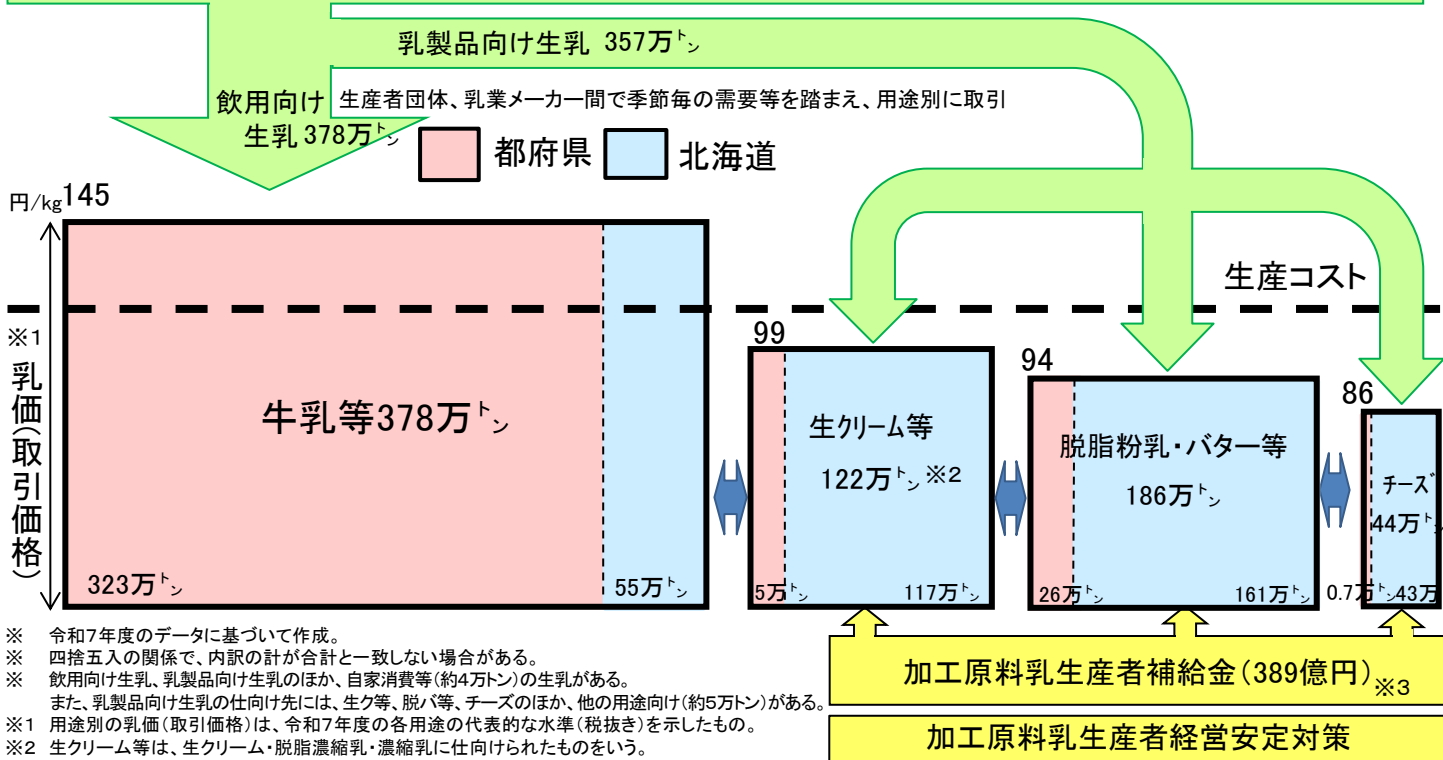 乳製品向け生乳 357万㌧
飲用向け
生乳 378万㌧
生産者団体、乳業メーカー間で季節毎の需要等を踏まえ、用途別に取引
都府県
北海道
円/kg
145
生産コスト
※1
乳価(取引価格)
99
94
86
牛乳等378万㌧
生クリーム等
122万㌧ ※2
脱脂粉乳・バター等
186万㌧
チーズ
44万㌧
323万㌧
55万㌧
5万㌧
117万㌧
26万㌧
161万㌧
0.7万㌧
43万
加工原料乳生産者補給金(389億円)※3
加工原料乳生産者経営安定対策
※ 令和7年度のデータに基づいて作成。
※ 四捨五入の関係で、内訳の計が合計と一致しない場合がある。
※ 飲用向け生乳、乳製品向け生乳のほか、自家消費等(約4万トン)の生乳がある。
また、乳製品向け生乳の仕向け先には、生ク等、脱バ等、チーズのほか、他の用途向け(約5万トン)がある。
※1 用途別の乳価(取引価格)は、令和7年度の各用途の代表的な水準(税抜き)を示したもの。
※2 生クリーム等は、生クリーム・脱脂濃縮乳・濃縮乳に仕向けられたものをいう。